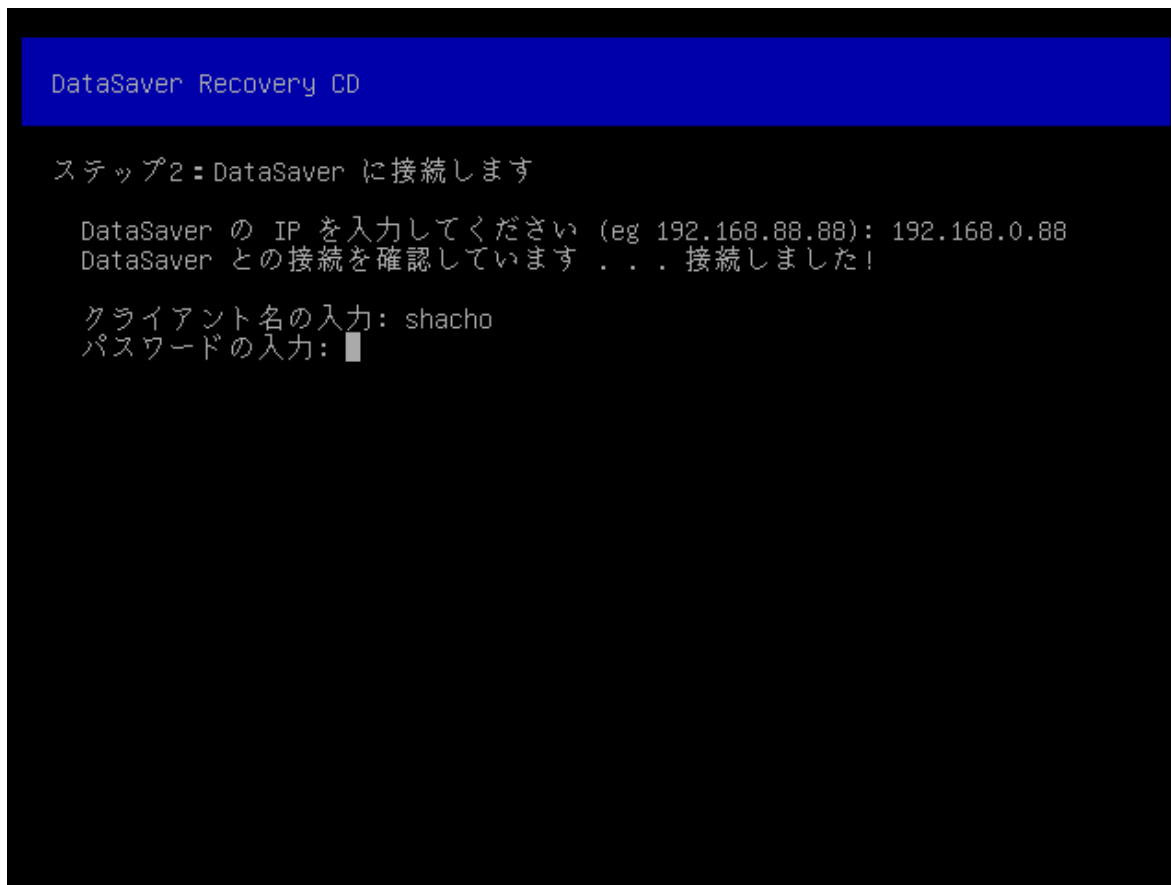 DataSaver Recovery CD
ステップ2：DataSaver に接続します
DataSaver の IP を入力してください (eg 192.168.88.88): 192.168.0.88
DataSaver との接続を確認しています . . . 接続しました!
クライアント名の入力: shacho
パスワードの入力: